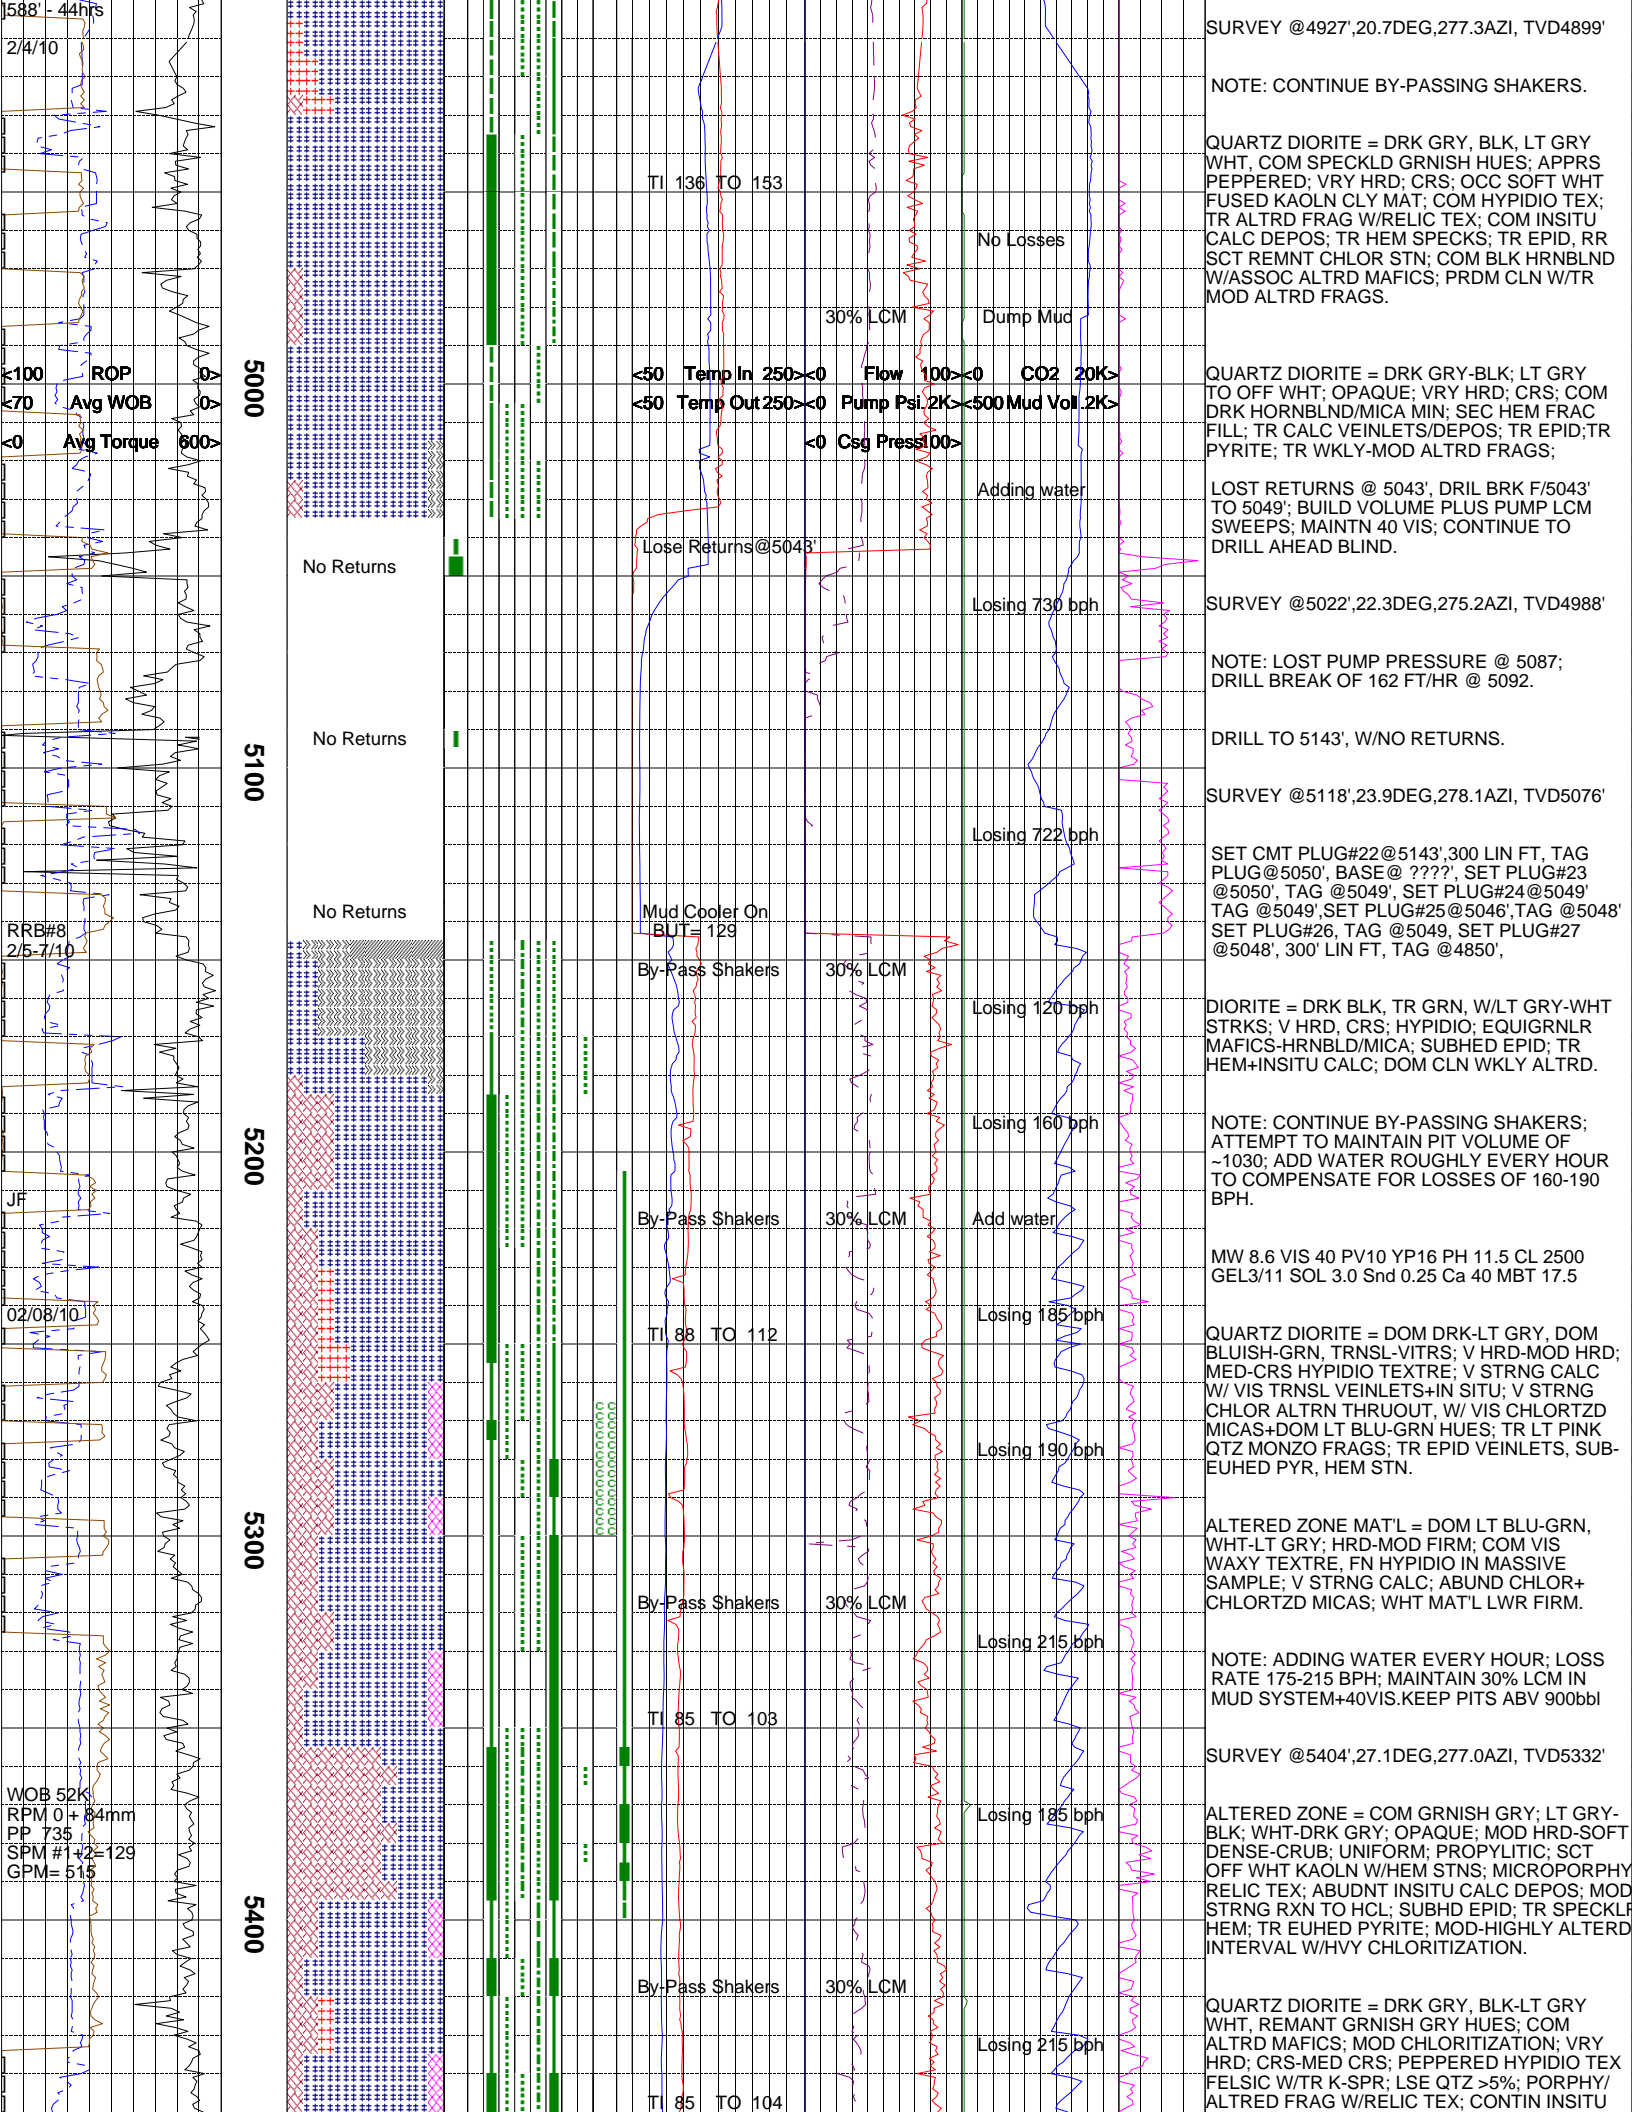 588' - 44hrs
2/4/10
<100 ROP 0>
<70 Avg WOB 0>
<0 Avg Torque 600>
RRB#8
2/5-7/10
JF
02/08/10
WOB 52K
RPM 0 + 84mm
PP 735
SPM #1+2=129
GPM= 515
5000
5100
5200
5300
5400
No Returns
No Returns
No Returns
TI 136 TO 153
No Losses
30% LCM Dump Mud
<50 Temp In 250> <0 Flow 100> <0 CO2 20K>
<50 Temp Out 250> <0 Pump Psi. 2K> <500 Mud Vol .2K>
<0 Csg Press 100>
Adding water
Lose Returns@5043'
Losing 730 bph
Losing 722 bph
Mud Cooler On
BUT= 129
By-Pass Shakers 30% LCM
Losing 120 bph
Losing 160 bph
By-Pass Shakers 30% LCM Add water
Losing 185 bph
TI 88 TO 112
Losing 190 bph
By-Pass Shakers 30% LCM
Losing 215 bph
TI 85 TO 103
Losing 185 bph
By-Pass Shakers 30% LCM
Losing 215 bph
TI 85 TO 104
SURVEY @4927',20.7DEG,277.3AZI, TVD4899'
NOTE: CONTINUE BY-PASSING SHAKERS.
QUARTZ DIORITE = DRK GRY, BLK, LT GRY
WHT, COM SPECKLD GRNISH HUES; APPRS
PEPPERED; VRY HRD; CRS; OCC SOFT WHT
FUSED KAOLN CLY MAT; COM HYPIDIO TEX;
TR ALTRD FRAG W/RELIC TEX; COM INSITU
CALC DEPOS; TR HEM SPECKS; TR EPID, RR
SCT REMNT CHLOR STN; COM BLK HRNBLND
W/ASSOC ALTRD MAFICS; PRDM CLN W/TR
MOD ALTRD FRAGS.
QUARTZ DIORITE = DRK GRY-BLK; LT GRY
TO OFF WHT; OPAQUE; VRY HRD; CRS; COM
DRK HORNBLND/MICA MIN; SEC HEM FRAC
FILL; TR CALC VEINLETS/DEPOS; TR EPID;TR
PYRITE; TR WKLY-MOD ALTRD FRAGS;
LOST RETURNS @ 5043', DRIL BRK F/5043'
TO 5049'; BUILD VOLUME PLUS PUMP LCM
SWEEPS; MAINTN 40 VIS; CONTINUE TO
DRILL AHEAD BLIND.
SURVEY @5022',22.3DEG,275.2AZI, TVD4988'
NOTE: LOST PUMP PRESSURE @ 5087;
DRILL BREAK OF 162 FT/HR @ 5092.
DRILL TO 5143', W/NO RETURNS.
SURVEY @5118',23.9DEG,278.1AZI, TVD5076'
SET CMT PLUG#22@5143',300 LIN FT, TAG
PLUG@5050', BASE@ ????', SET PLUG#23
@5050', TAG @5049', SET PLUG#24@5049'
TAG @5049',SET PLUG#25@5046',TAG @5048'
SET PLUG#26, TAG @5049, SET PLUG#27
@5048', 300' LIN FT, TAG @4850',
DIORITE = DRK BLK, TR GRN, W/LT GRY-WHT
STRKS; V HRD, CRS; HYPIDIO; EQUIGRNLR
MAFICS-HRNBLD/MICA; SUBHED EPID; TR
HEM+INSITU CALC; DOM CLN WKLY ALTRD.
NOTE: CONTINUE BY-PASSING SHAKERS;
ATTEMPT TO MAINTAIN PIT VOLUME OF
~1030; ADD WATER ROUGHLY EVERY HOUR
TO COMPENSATE FOR LOSSES OF 160-190
BPH.
MW 8.6 VIS 40 PV10 YP16 PH 11.5 CL 2500
GEL3/11 SOL 3.0 Snd 0.25 Ca 40 MBT 17.5
QUARTZ DIORITE = DOM DRK-LT GRY, DOM
BLUISH-GRN, TRNSL-VITRS; V HRD-MOD HRD;
MED-CRS HYPIDIO TEXTRE; V STRNG CALC
W/ VIS TRNSL VEINLETS+IN SITU; V STRNG
CHLOR ALTRN THRUOUT, W/ VIS CHLORTZD
MICAS+DOM LT BLU-GRN HUES; TR LT PINK
QTZ MONZO FRAGS; TR EPID VEINLETS, SUB-
EUHED PYR, HEM STN.
ALTERED ZONE MAT'L = DOM LT BLU-GRN,
WHT-LT GRY; HRD-MOD FIRM; COM VIS
WAXY TEXTRE, FN HYPIDIO IN MASSIVE
SAMPLE; V STRNG CALC; ABUND CHLOR+
CHLORTZD MICAS; WHT MAT'L LWR FIRM.
NOTE: ADDING WATER EVERY HOUR; LOSS
RATE 175-215 BPH; MAINTAIN 30% LCM IN
MUD SYSTEM+40VIS.KEEP PITS ABV 900bbl
SURVEY @5404',27.1DEG,277.0AZI, TVD5332'
ALTERED ZONE = COM GRNISH GRY; LT GRY-
BLK; WHT-DRK GRY; OPAQUE; MOD HRD-SOFT
DENSE-CRUB; UNIFORM; PROPYLITIC; SCT
OFF WHT KAOLN W/HEM STNS; MICROPORPHY
RELIC TEX; ABUDNT INSITU CALC DEPOS; MOD
STRNG RXN TO HCL; SUBHD EPID; TR SPECKLF
HEM; TR EUHED PYRITE; MOD-HIGHLY ALTERD
INTERVAL W/HVY CHLORITIZATION.
QUARTZ DIORITE = DRK GRY, BLK-LT GRY
WHT, REMANT GRNISH GRY HUES; COM
ALTRD MAFICS; MOD CHLORITIZATION; VRY
HRD; CRS-MED CRS; PEPPERED HYPIDIO TEX
FELSIC W/TR K-SPR; LSE QTZ >5%; PORPHY/
ALTRED FRAG W/RELIC TEX; CONTIN INSITU